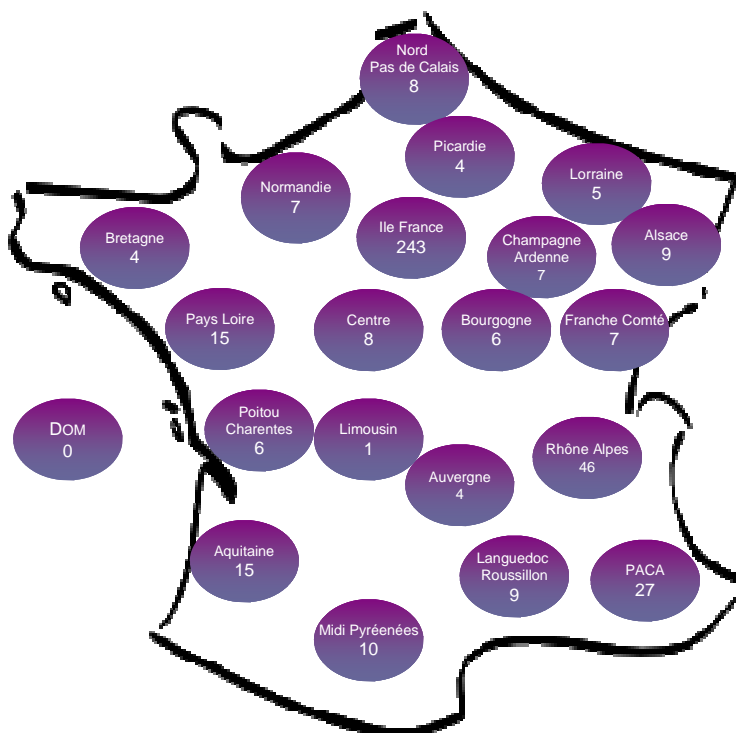 Nord
Pas de Calais
8
Picardie
4
Lorraine
5
Normandie
7
Ile France
243
Champagne
Ardenne
7
Alsace
9
Bretagne
4
Pays Loire
15
Centre
8
Bourgogne
6
Franche Comté
7
DOM
0
Poitou
Charentes
6
Limousin
1
Auvergne
4
Rhône Alpes
46
Aquitaine
15
Languedoc
Roussillon
9
PACA
27
Midi Pyréenées
10